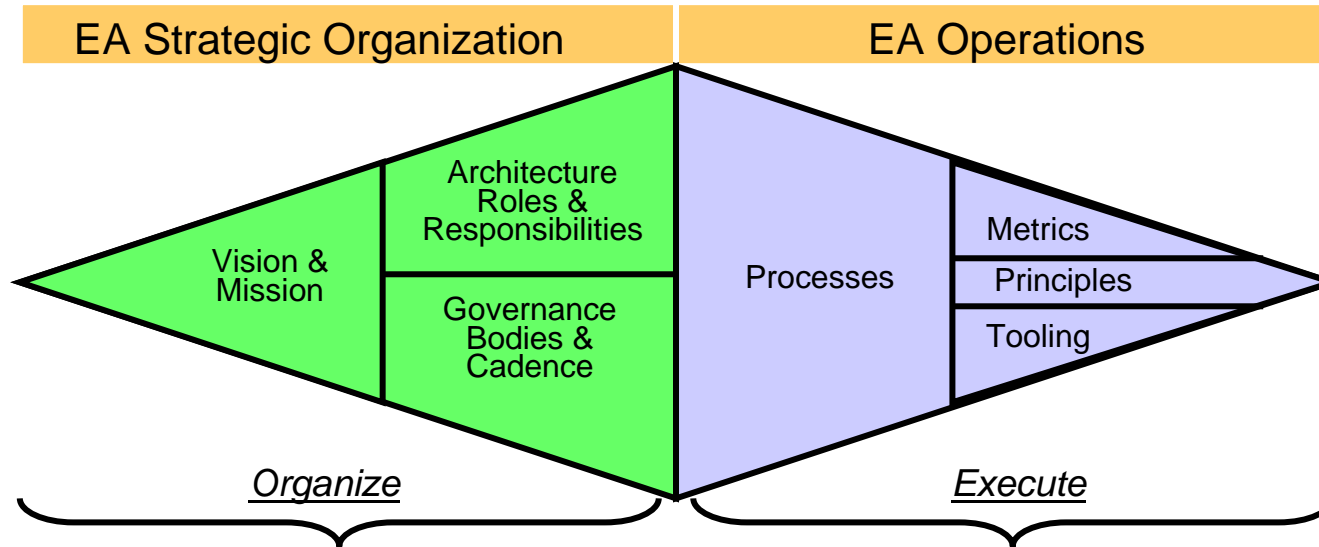 EA Strategic Organization
EA Operations
Vision &
Mission
Architecture
Roles &
Responsibilities
Governance
Bodies &
Cadence
Processes
Metrics
Principles
Tooling
Organize
Execute